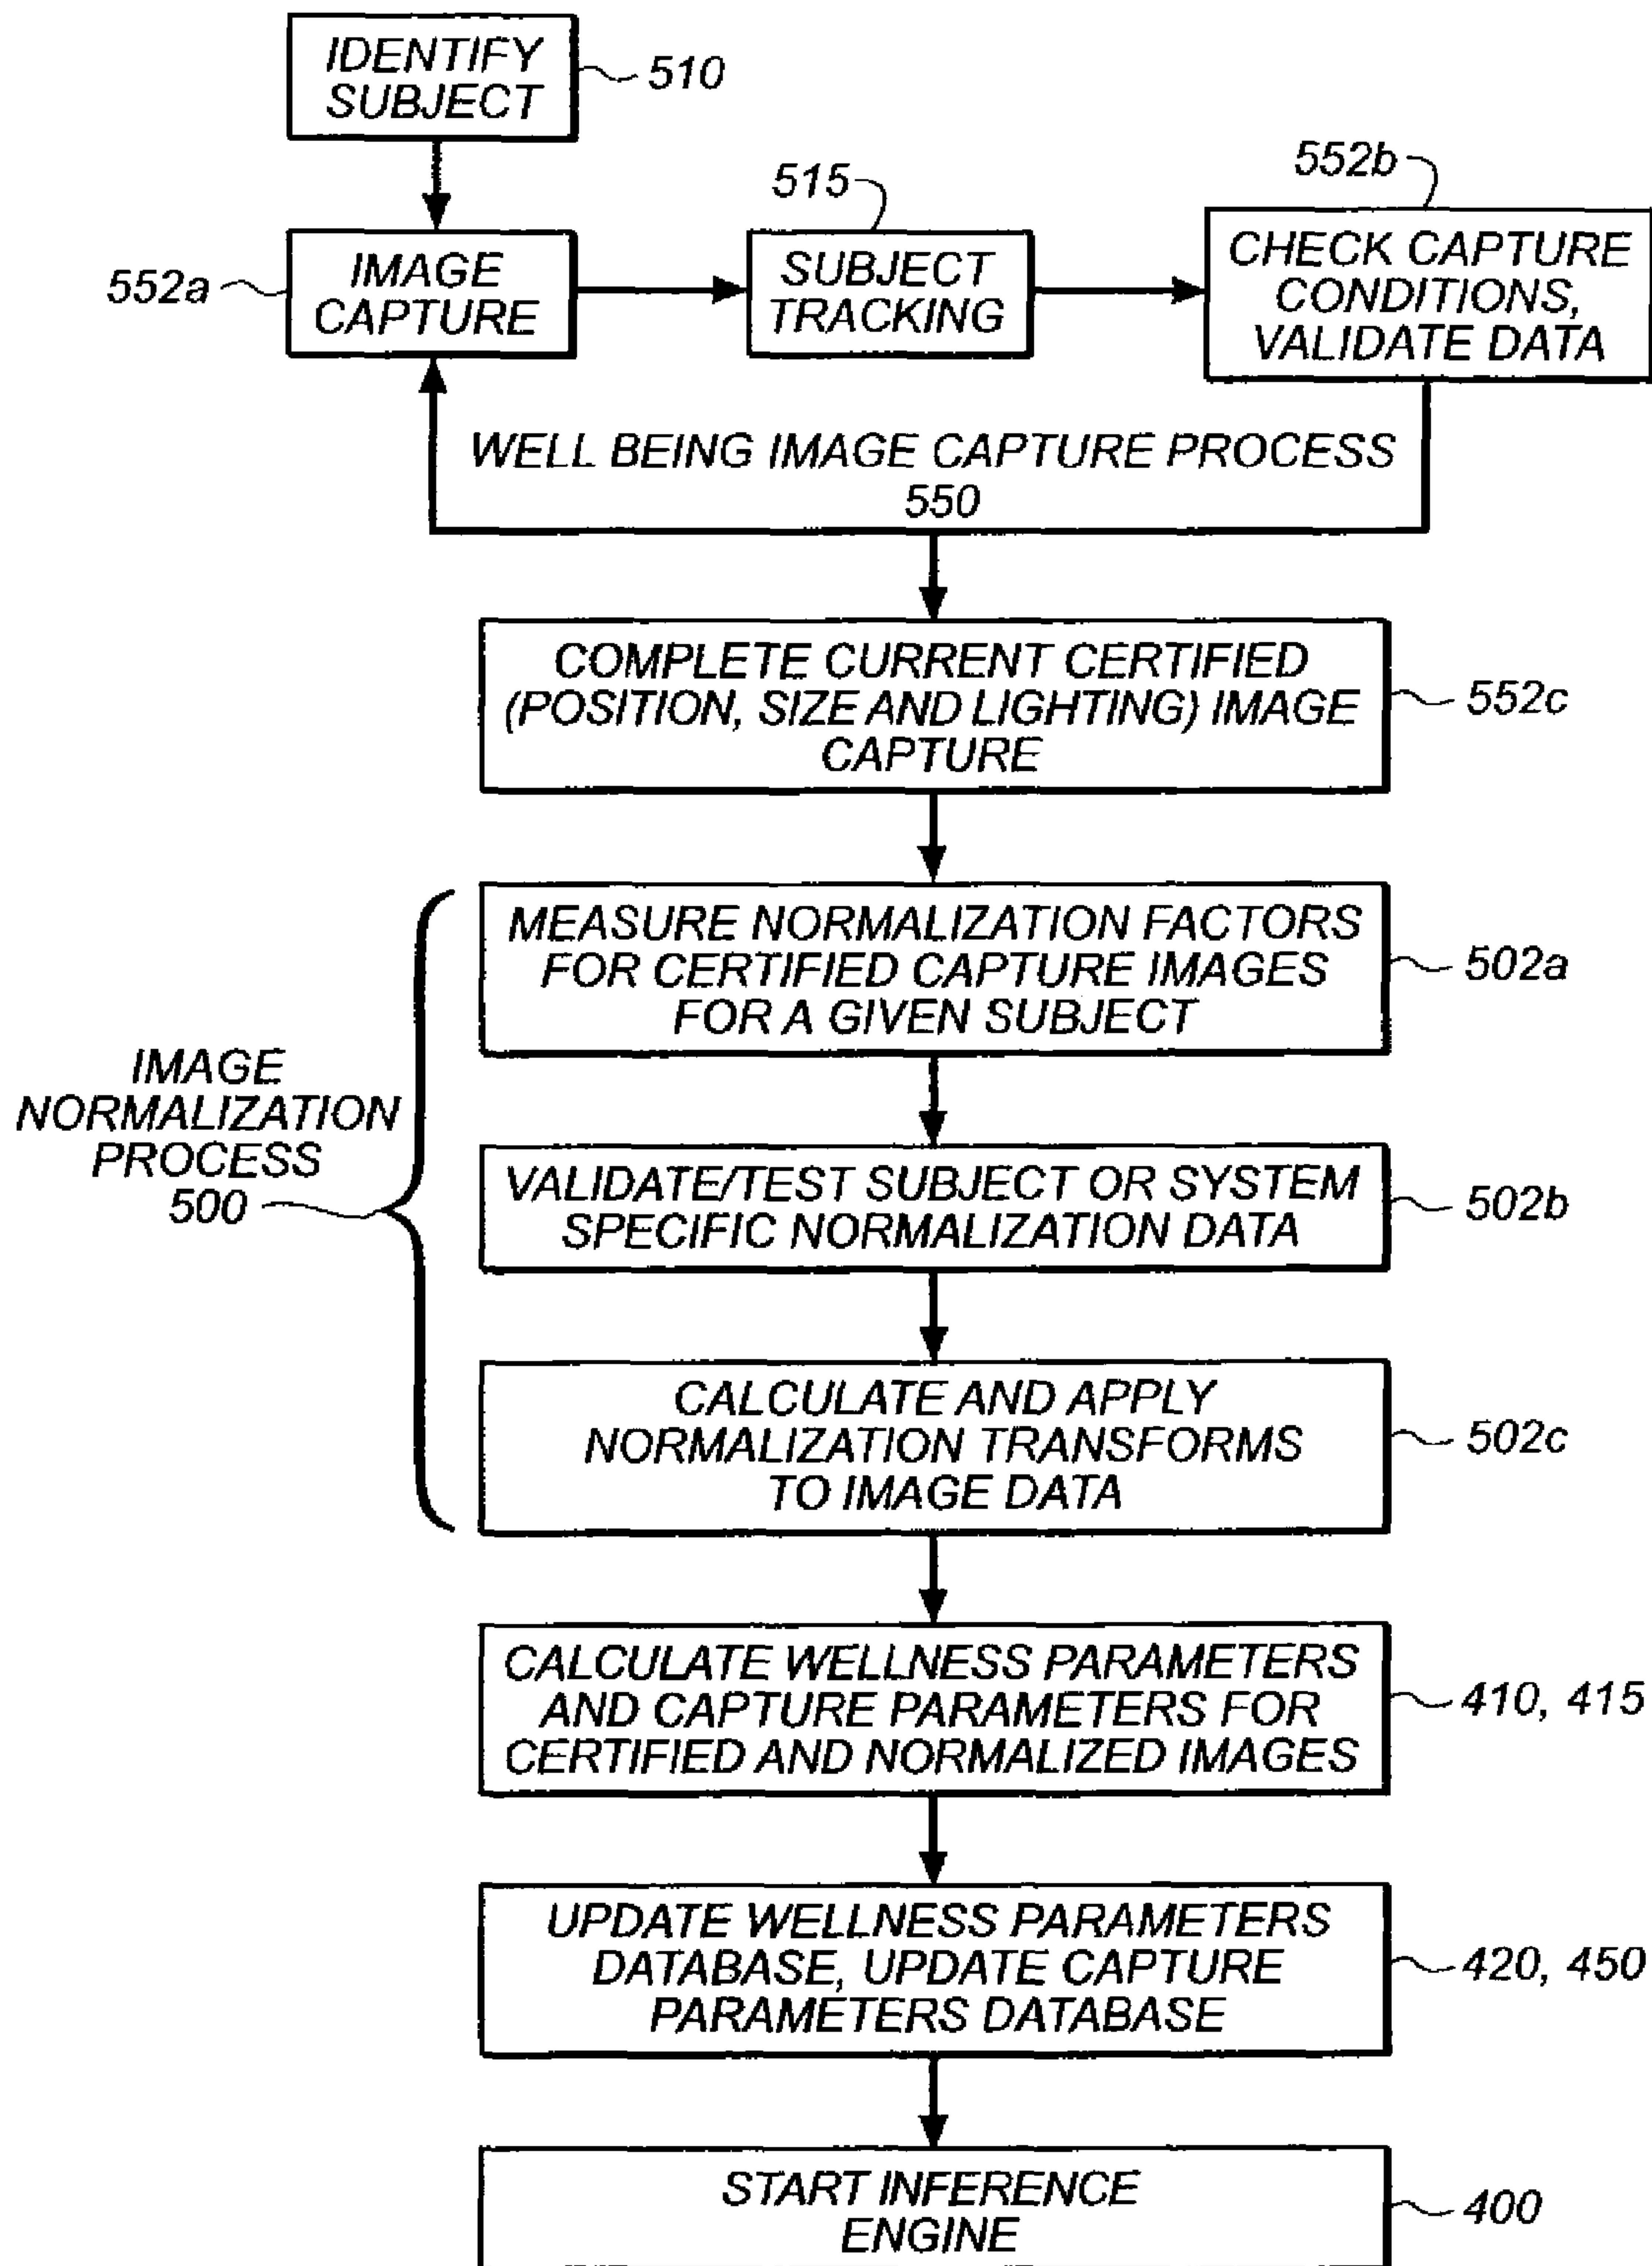 IDENTIFY
SUBJECT
510
552a
IMAGE
CAPTURE
515
SUBJECT
TRACKING
552b
CHECK CAPTURE
CONDITIONS,
VALIDATE DATA
WELL BEING IMAGE CAPTURE PROCESS
550
COMPLETE CURRENT CERTIFIED
(POSITION, SIZE AND LIGHTING) IMAGE
CAPTURE
552c
IMAGE
NORMALIZATION
PROCESS
500
MEASURE NORMALIZATION FACTORS
FOR CERTIFIED CAPTURE IMAGES
FOR A GIVEN SUBJECT
502a
VALIDATE/TEST SUBJECT OR SYSTEM
SPECIFIC NORMALIZATION DATA
502b
CALCULATE AND APPLY
NORMALIZATION TRANSFORMS
TO IMAGE DATA
502c
CALCULATE WELLNESS PARAMETERS
AND CAPTURE PARAMETERS FOR
CERTIFIED AND NORMALIZED IMAGES
410, 415
UPDATE WELLNESS PARAMETERS
DATABASE, UPDATE CAPTURE
PARAMETERS DATABASE
420, 450
START INFERENCE
ENGINE
400